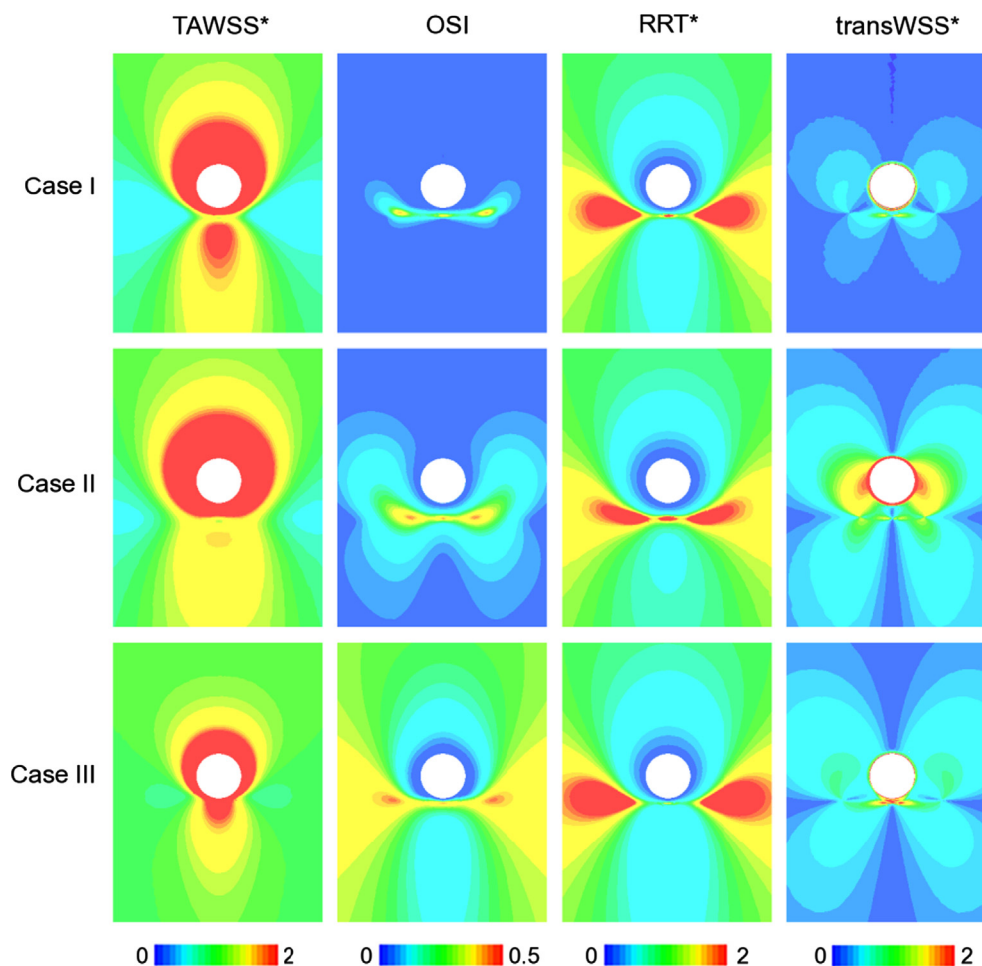 TAWSS* OSI RRT* transWSS*
Case I
Case II
Case III
0 2 0 0.5 0 2 0 2